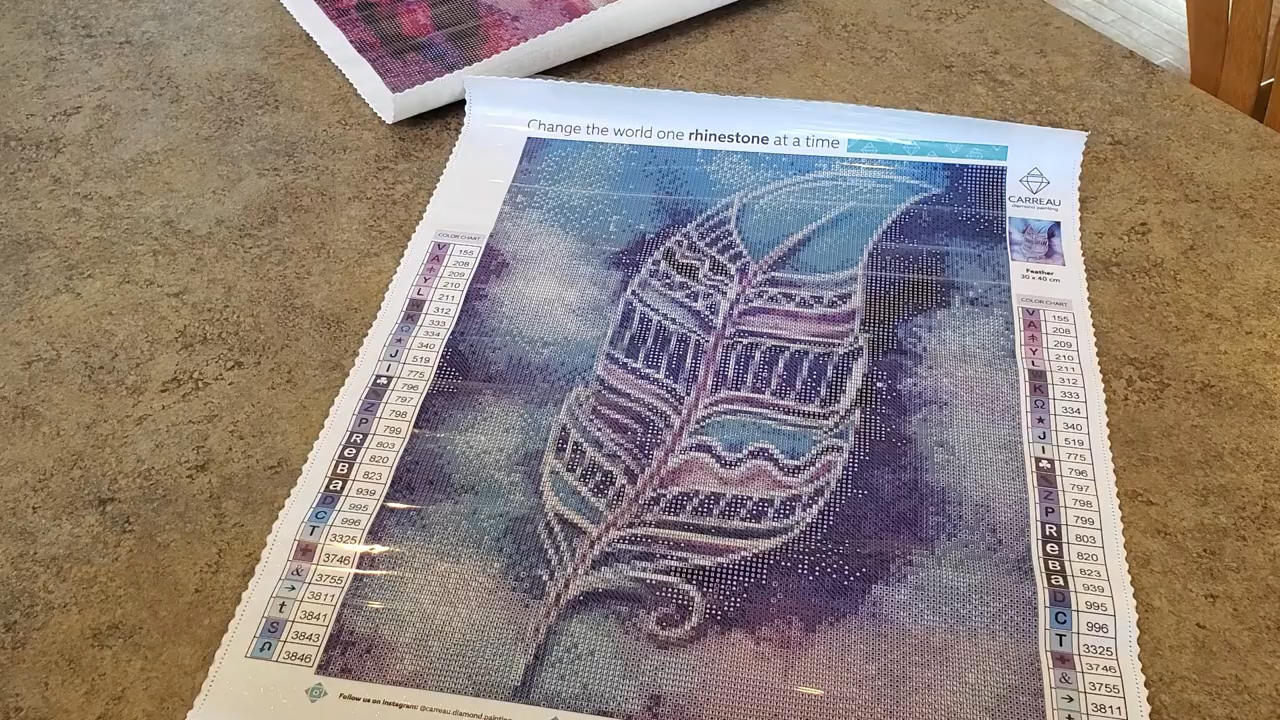 Change the world one rhinestone at a time
CARREAU
diamond painting
Feather
30 x 40 cm
COLOR CHART
V 155
A 208
209
Y 210
L 211
312
K 333
Ω 334
★ 340
J 519
I 775
♣ 796
797
Z 798
P 799
R 803
e 820
B 823
a 939
D 995
C 996
T 3325
+ 3746
& 3755
→ 3811
t 3841
S 3843
3846
COLOR CHART
V 155
A 208
209
Y 210
L 211
312
K 333
Ω 334
★ 340
J 519
I 775
♣ 796
797
Z 798
P 799
R 803
e 820
B 823
a 939
D 995
C 996
T 3325
+ 3746
& 3755
→ 3811
Follow us on Instagram: @carreau.diamond.painting